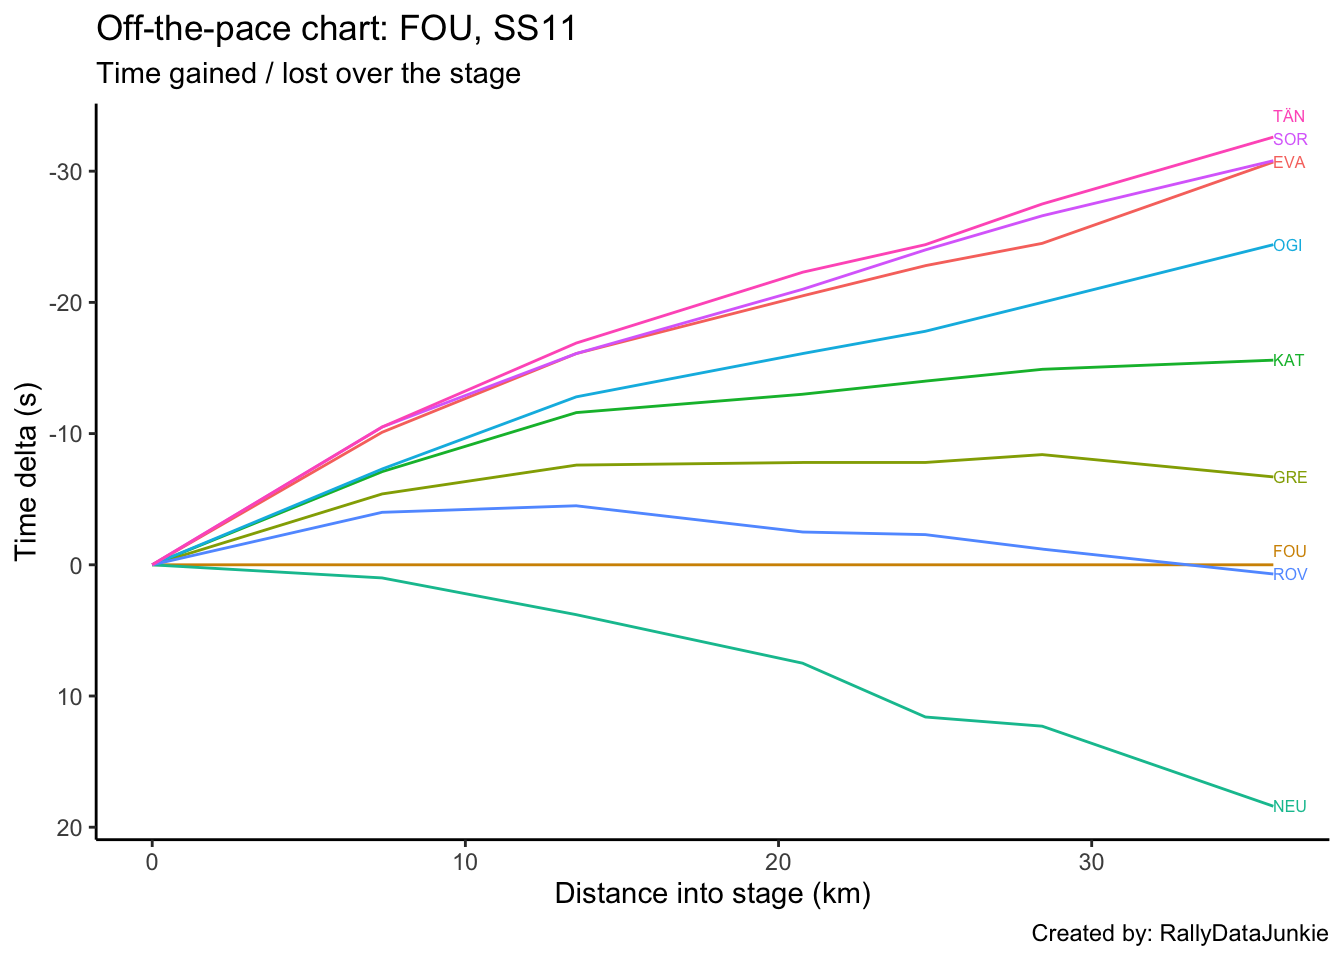 Off-the-pace chart: FOU, SS11
Time gained / lost over the stage
TÄN
SOR
EVA
OGI
KAT
GRE
FOU
ROV
NEU
-30
-20
-10
0
10
20
Time delta (s)
0 10 20 30
Distance into stage (km)
Created by: RallyDataJunkie